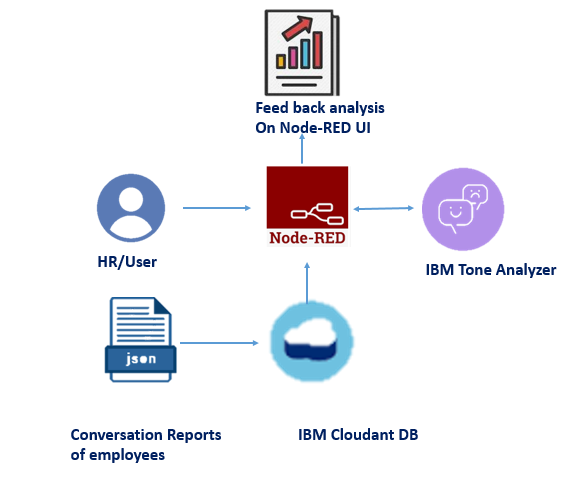 Feed back analysis
On Node-RED UI
Node-RED
HR/User
IBM Tone Analyzer
json
Conversation Reports
of employees
IBM Cloudant DB